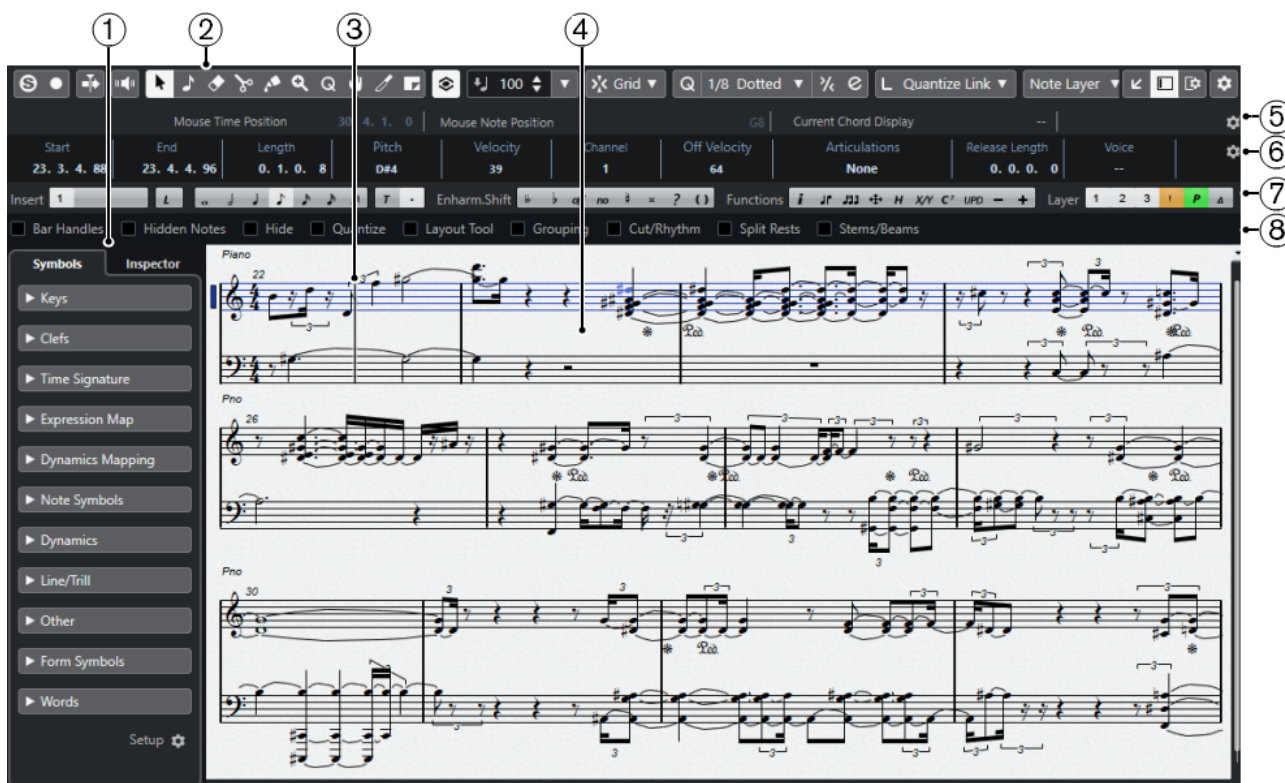 1 2 3 4
100 Grid Q 1/8 Dotted L Quantize Link Note Layer
Mouse Time Position 30. 4. 1. 0 Mouse Note Position G8 Current Chord Display -- 5
Start End Length Pitch Velocity Channel Off Velocity Articulations Release Length Voice 6
23. 3. 4. 88 23. 4. 4. 96 0. 1. 0. 8 D#4 39 1 64 None 0. 0. 0. 0 --
Insert 1 L T . Enharm.Shift no ? ( ) Functions i H X/Y C7 UPD − + Layer 1 2 3 L P 7
Bar Handles Hidden Notes Hide Quantize Layout Tool Grouping Cut/Rhythm Split Rests Stems/Beams 8
Symbols Inspector
Keys
Clefs
Time Signature
Expression Map
Dynamics Mapping
Note Symbols
Dynamics
Line/Trill
Other
Form Symbols
Words
Setup
Piano
22
Pno
26
Pno
30